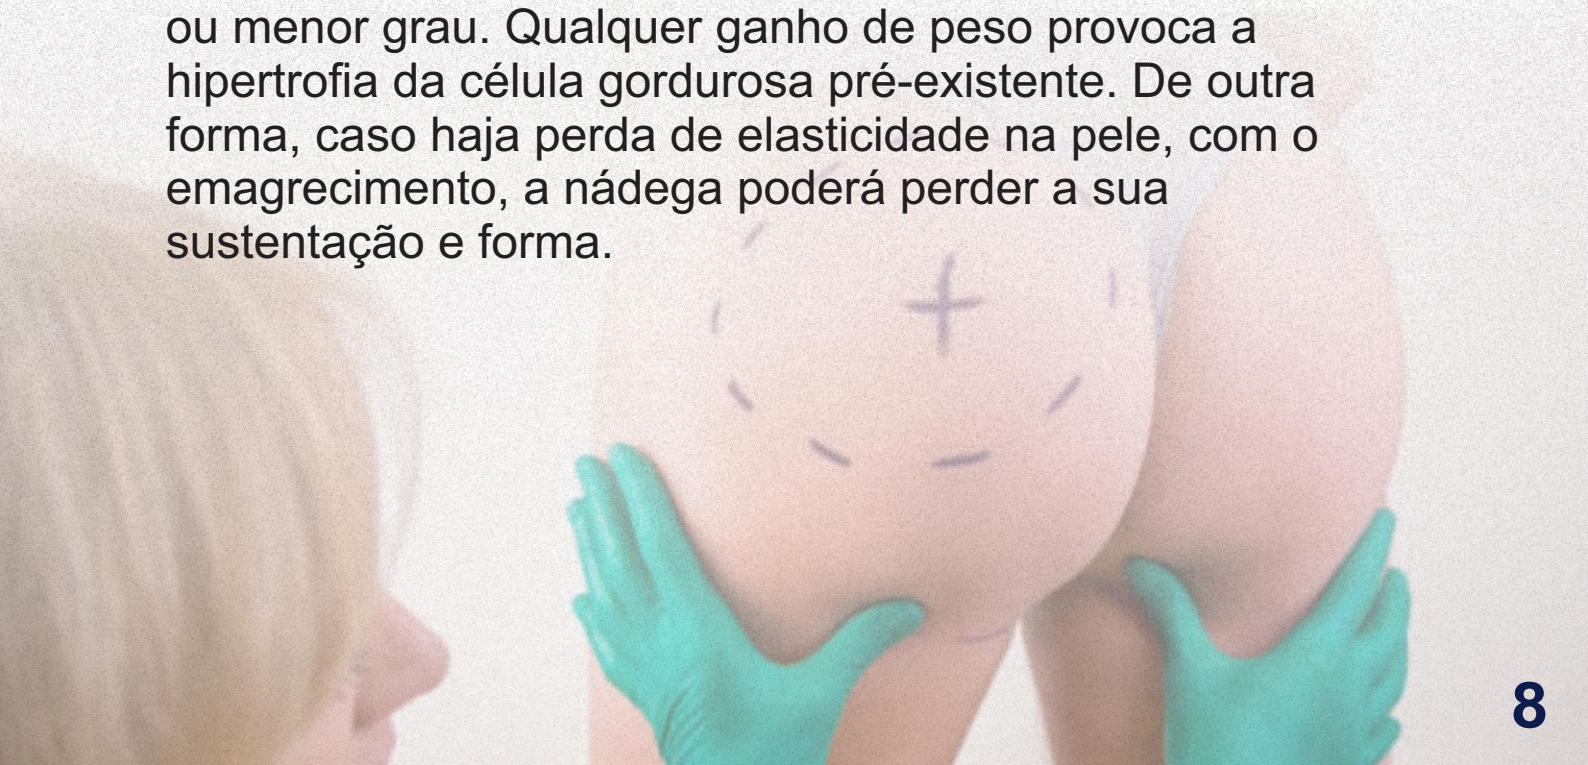 ou menor grau. Qualquer ganho de peso provoca a
hipertrofia da célula gordurosa pré-existente. De outra
forma, caso haja perda de elasticidade na pele, com o
emagrecimento, a nádega poderá perder a sua
sustentação e forma.
8